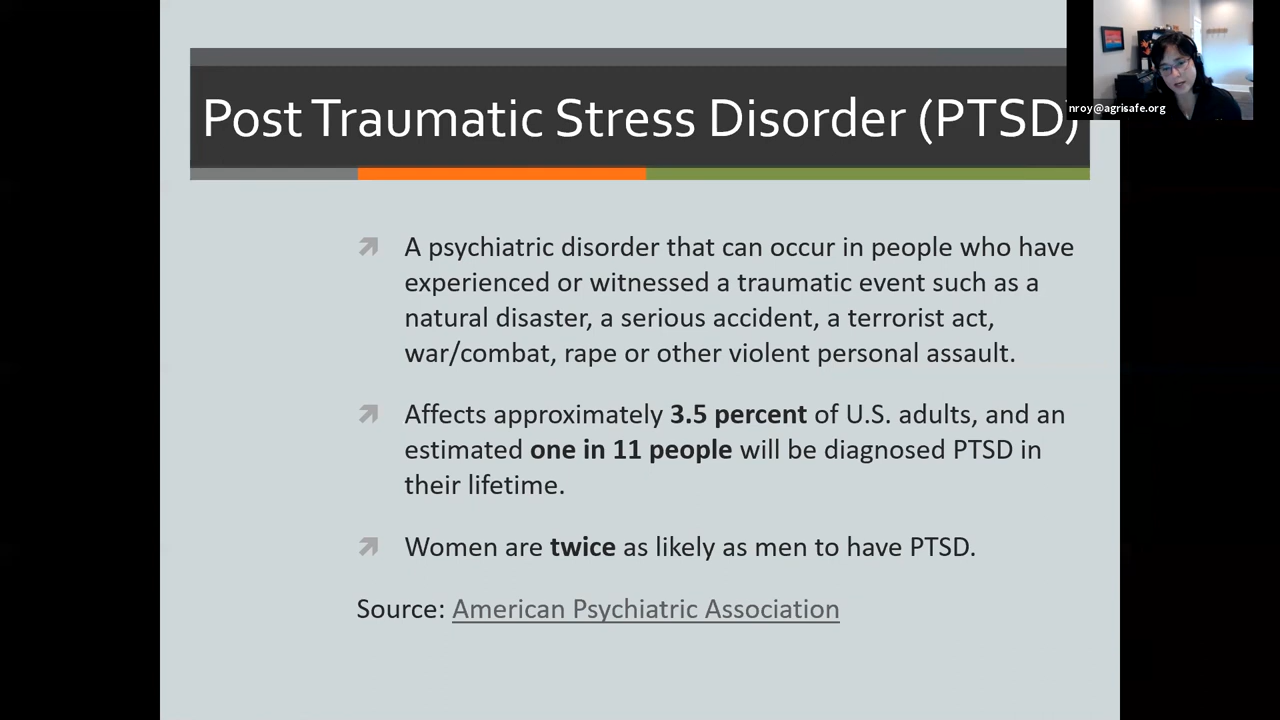 Post Traumatic Stress Disorder (PTSD)
nroy@agrisafe.org
A psychiatric disorder that can occur in people who have
experienced or witnessed a traumatic event such as a
natural disaster, a serious accident, a terrorist act,
war/combat, rape or other violent personal assault.
Affects approximately 3.5 percent of U.S. adults, and an
estimated one in 11 people will be diagnosed PTSD in
their lifetime.
Women are twice as likely as men to have PTSD.
Source: American Psychiatric Association